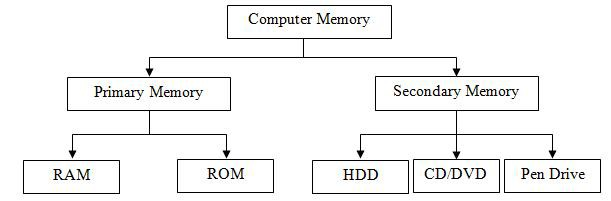 Computer Memory
Primary Memory
Secondary Memory
RAM
ROM
HDD
CD/DVD
Pen Drive